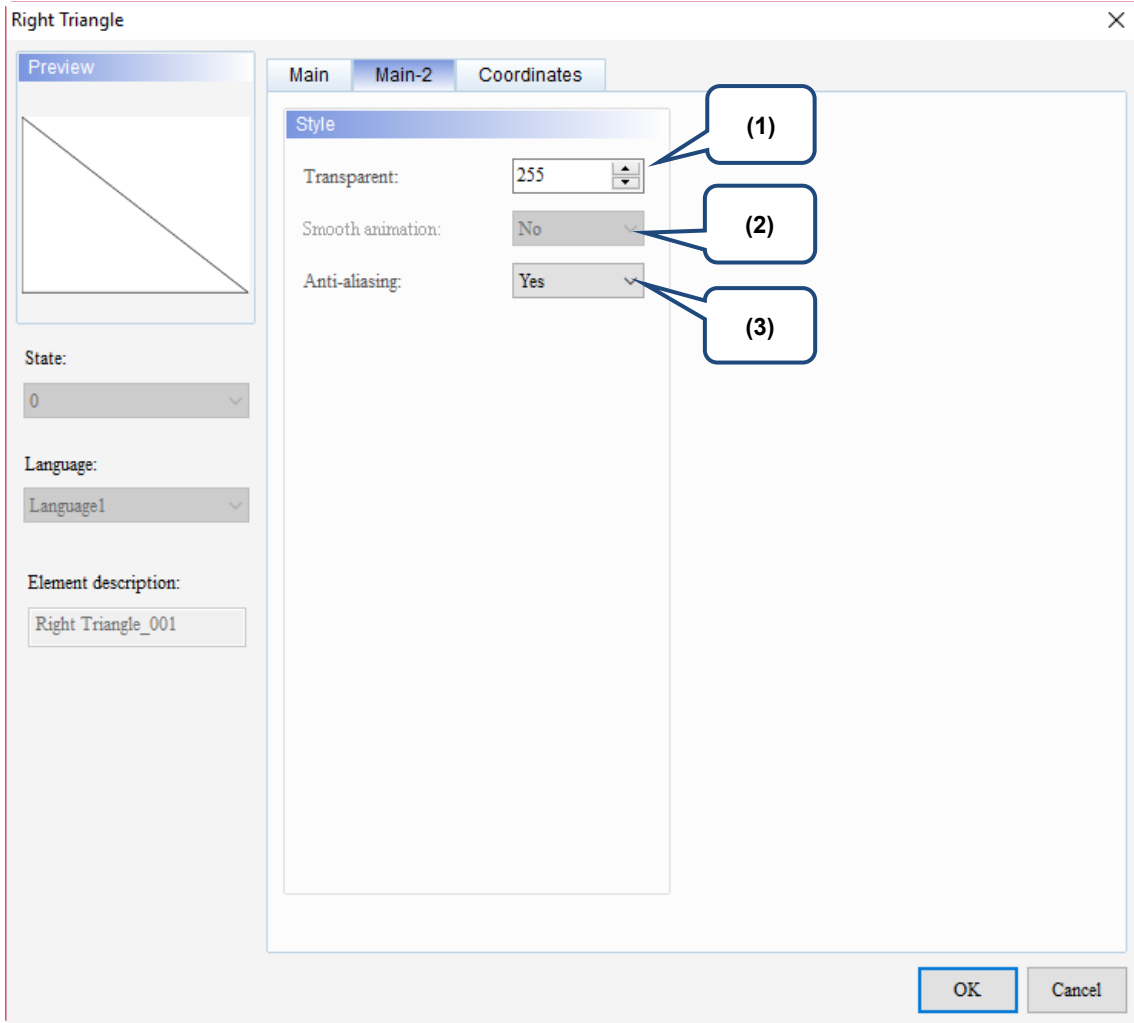 Right Triangle
Preview
Main
Main-2
Coordinates
Style
(1)
Transparent:
255
Smooth animation:
No
(2)
Anti-aliasing:
Yes
(3)
State:
0
Language:
Language1
Element description:
Right Triangle_001
OK
Cancel